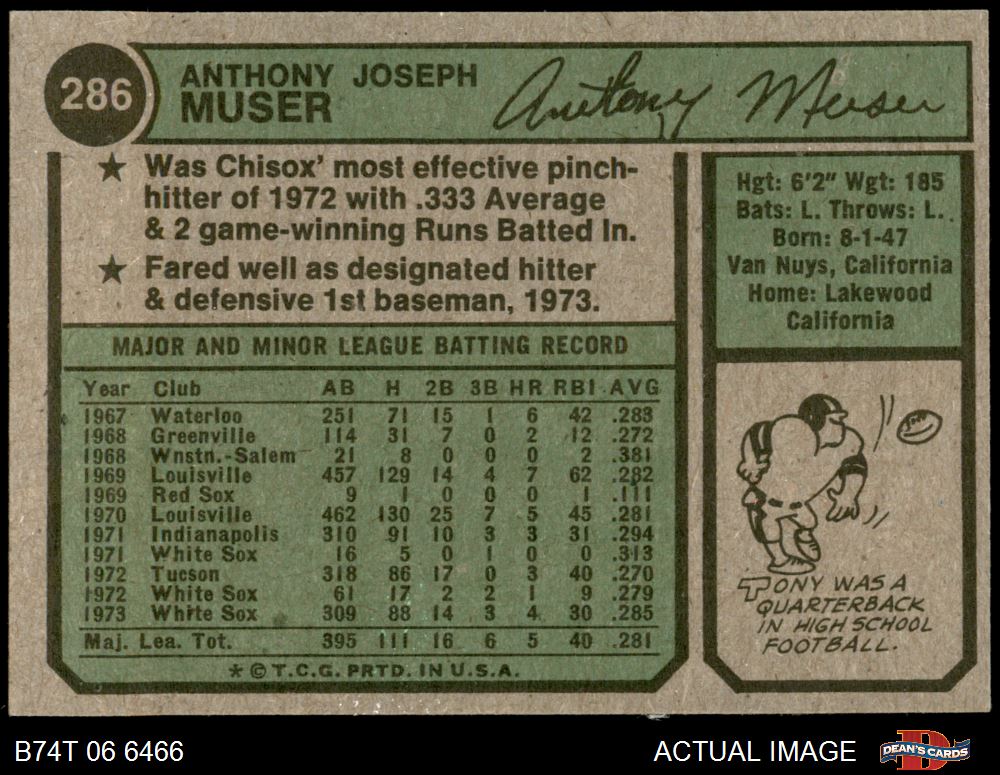 286
ANTHONY JOSEPH
MUSER
Anthony Muser
★ Was Chisox' most effective pinch-
hitter of 1972 with .333 Average
& 2 game-winning Runs Batted In.
★ Fared well as designated hitter
& defensive 1st baseman, 1973.
MAJOR AND MINOR LEAGUE BATTING RECORD
Year Club AB H 2B 3B HR RBI AVG
1967 Waterloo 251 71 15 1 6 42 .283
1968 Greenville 114 31 7 0 2 12 .272
1968 Wnstn.-Salem 21 8 0 0 0 2 .381
1969 Louisville 457 129 14 4 7 62 .282
1969 Red Sox 9 1 0 0 0 1 .111
1970 Louisville 462 130 25 7 5 45 .281
1971 Indianapolis 310 91 10 3 3 31 .294
1971 White Sox 16 5 0 1 0 0 .313
1972 Tucson 318 86 17 0 3 40 .270
1972 White Sox 61 17 2 2 1 9 .279
1973 White Sox 309 88 14 3 4 30 .285
Maj. Lea. Tot. 395 111 16 6 5 40 .281
* © T.C.G. PRTD. IN U.S.A.
Hgt: 6'2" Wgt: 185
Bats: L. Throws: L.
Born: 8-1-47
Van Nuys, California
Home: Lakewood
California
TONY WAS A
QUARTERBACK
IN HIGH SCHOOL
FOOTBALL.
B74T 06 6466
ACTUAL IMAGE
DEAN'S CARDS